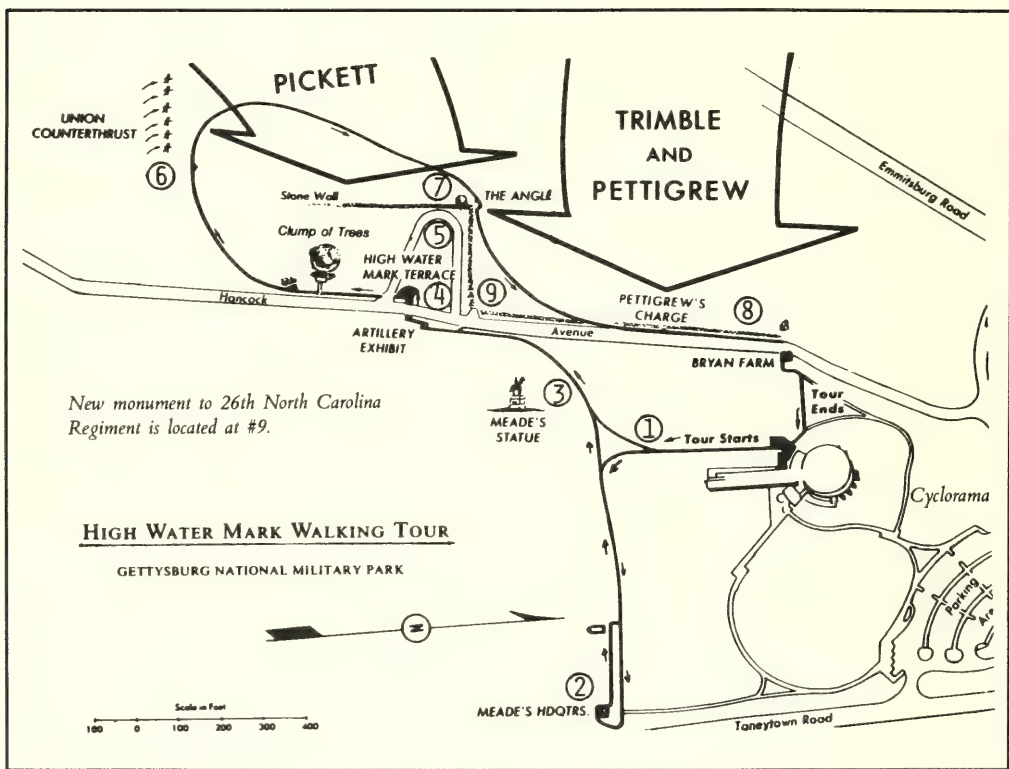 PICKETT
UNION
COUNTERTHRUST
⑥
TRIMBLE
AND
PETTIGREW
Emmitsburg Road
⑦
Stone Wall
THE ANGLE
Clump of Trees
⑤
HIGH WATER
MARK TERRACE
④
⑨
PETTIGREW'S
CHARGE
⑧
Hancock
Avenue
ARTILLERY
EXHIBIT
BRYAN FARM
New monument to 26th North Carolina
Regiment is located at #9.
③
MEADE'S
STATUE
①
Tour Starts
Tour
Ends
Cyclorama
HIGH WATER MARK WALKING TOUR
GETTYSBURG NATIONAL MILITARY PARK
N
Parking
Are
②
MEADE'S HDQTRS.
Taneytown Road
Scale in Feet
100 0 100 200 300 400